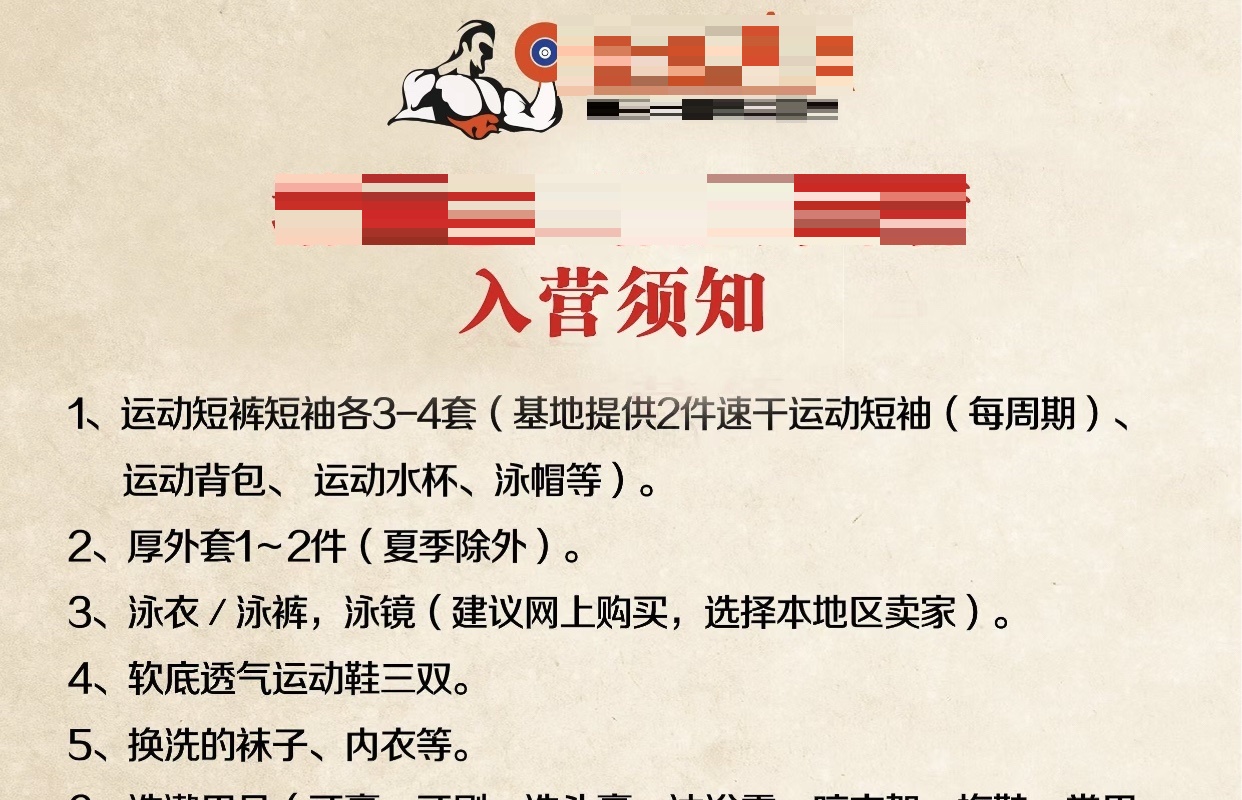 入营须知
1、运动短裤短袖各3-4套（基地提供2件速干运动短袖（每周期）、
运动背包、 运动水杯、泳帽等）。
2、厚外套1~2件（夏季除外）。
3、泳衣 / 泳裤，泳镜（建议网上购买，选择本地区卖家）。
4、软底透气运动鞋三双。
5、换洗的袜子、内衣等。